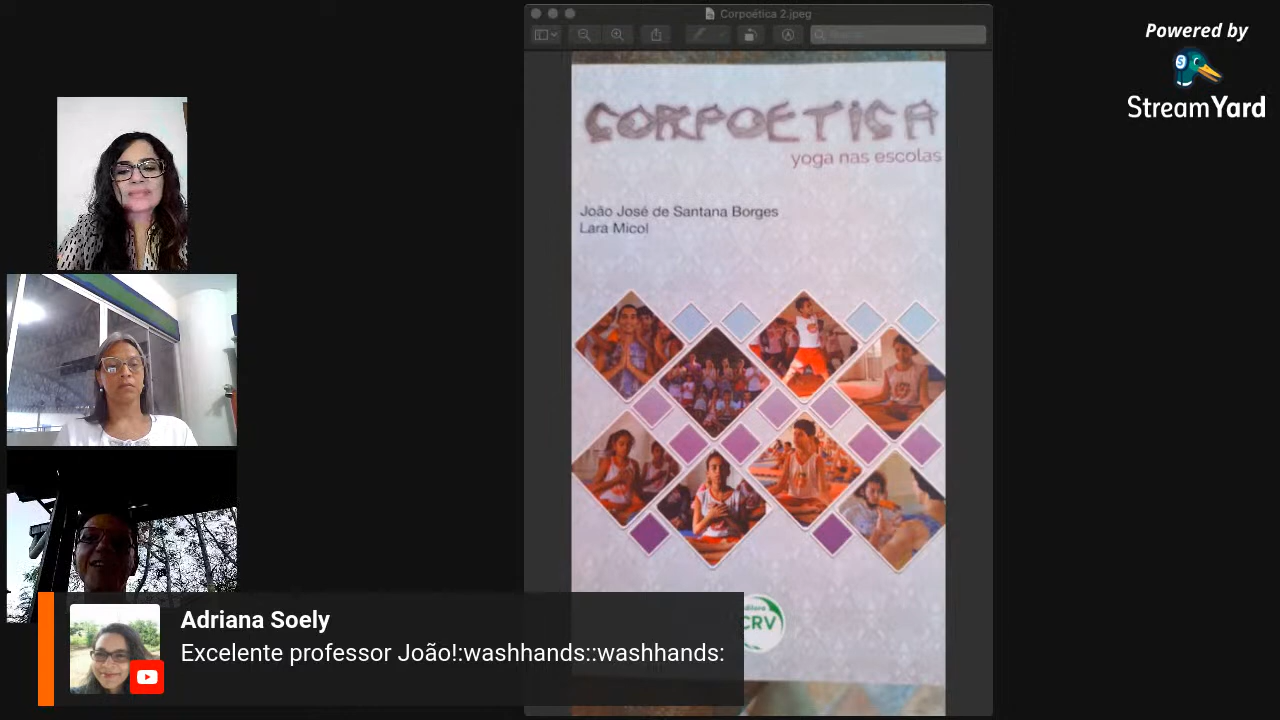 Corpoética 2.jpeg
Powered by
StreamYard
CORPOETICA
yoga nas escolas
João José de Santana Borges
Lara Micol
CRV
Adriana Soely
Excelente professor João!:washhands::washhands: